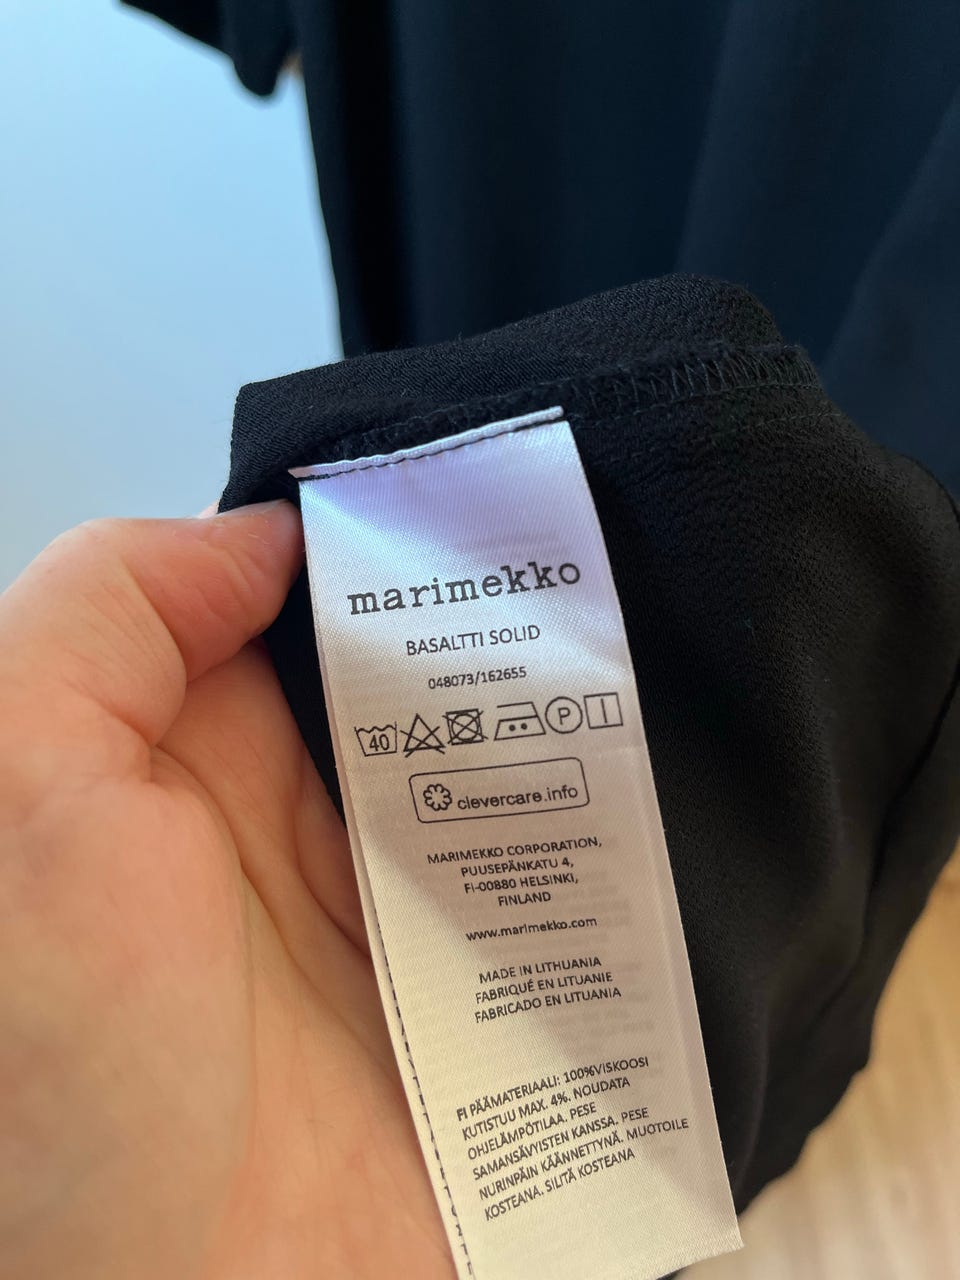 marimekko
BASALTTI SOLID
048073/162655
40 P
clevercare.info
MARIMEKKO CORPORATION,
PUUSEPÄNKATU 4,
FI-00880 HELSINKI,
FINLAND
www.marimekko.com
MADE IN LITHUANIA
FABRIQUÉ EN LITUANIE
FABRICADO EN LITUANIA
FI PÄÄMATERIAALI: 100%VISKOOSI
KUTISTUU MAX. 4%. NOUDATA
OHJELÄMPÖTILAA. PESE
SAMANSÄVYISTEN KANSSA. PESE
NURINPÄIN KÄÄNNETTYNÄ. MUOTOILE
KOSTEANA. SILITÄ KOSTEANA